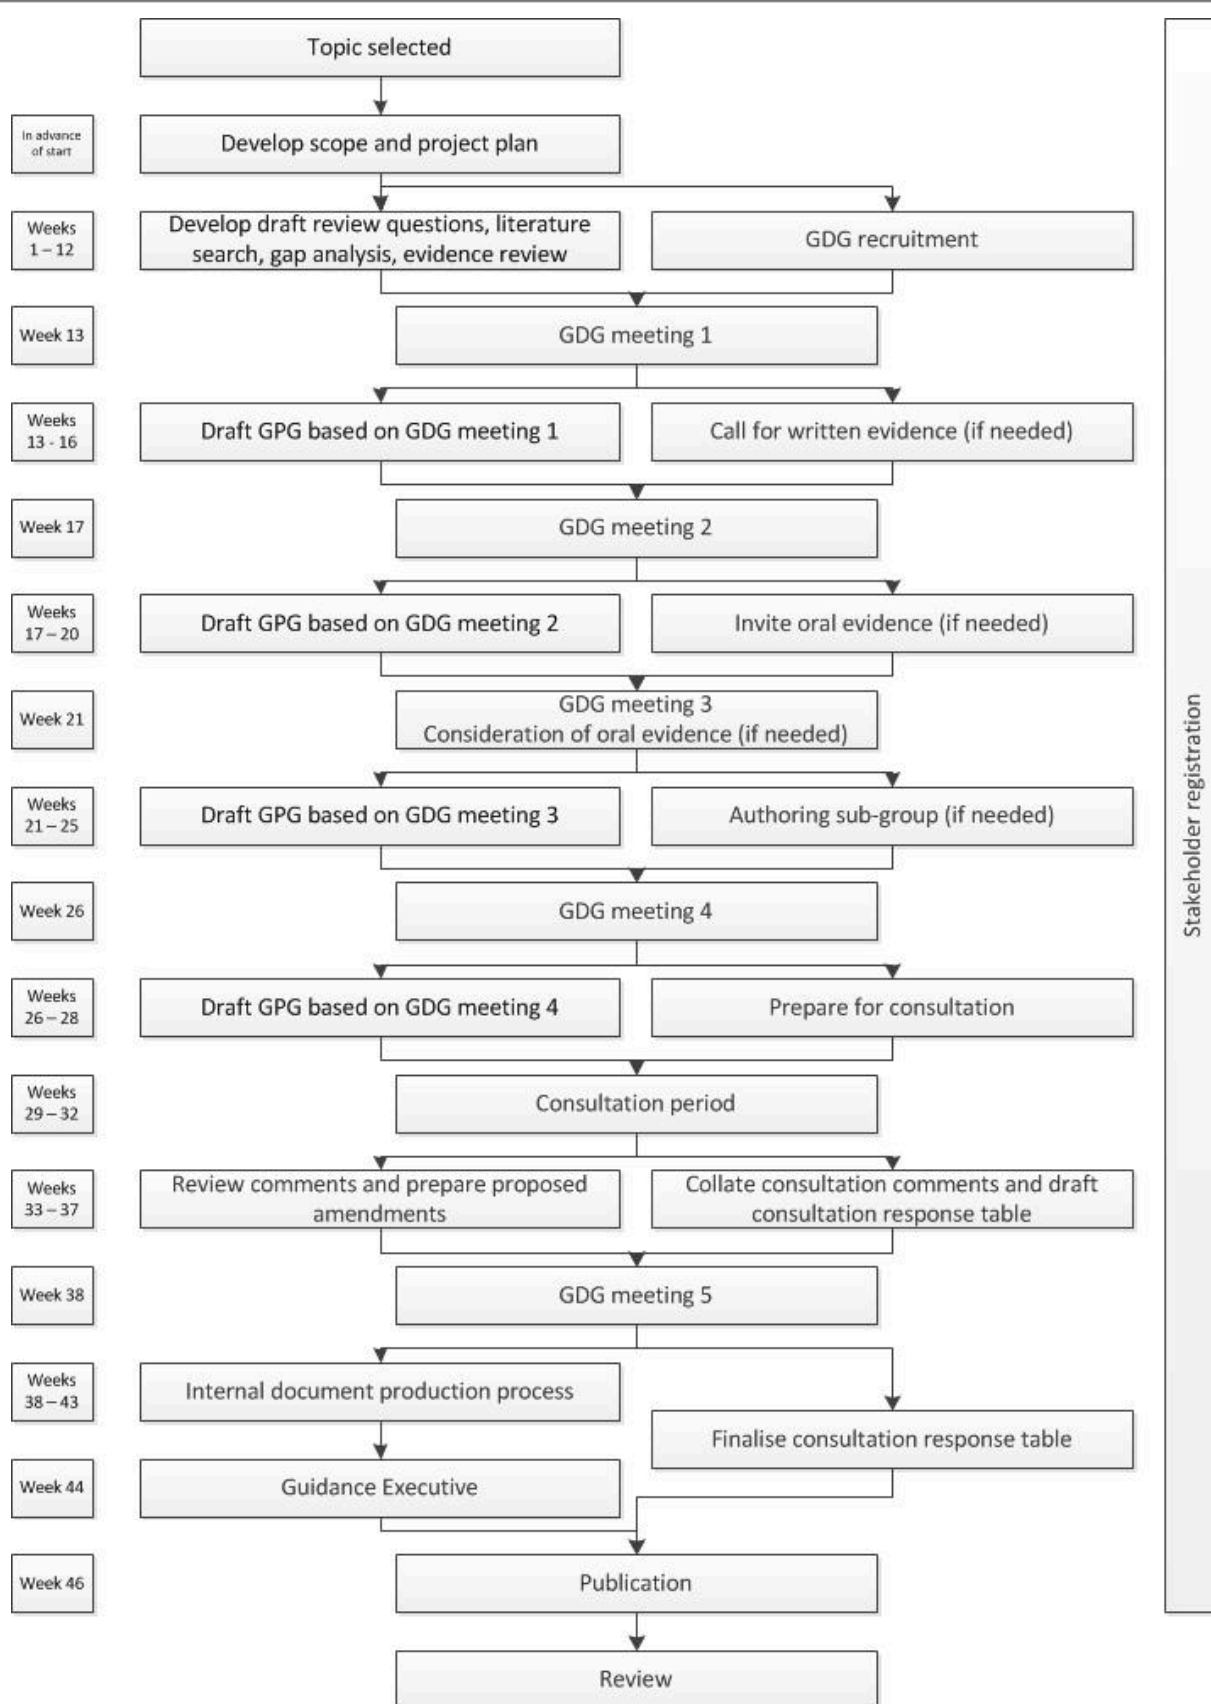 Topic selected
In advance
of start
Develop scope and project plan
Weeks
1 – 12
Develop draft review questions, literature
search, gap analysis, evidence review
GDG recruitment
Week 13
GDG meeting 1
Weeks
13 - 16
Draft GPG based on GDG meeting 1
Call for written evidence (if needed)
Week 17
GDG meeting 2
Weeks
17 – 20
Draft GPG based on GDG meeting 2
Invite oral evidence (if needed)
Week 21
GDG meeting 3
Consideration of oral evidence (if needed)
Weeks
21 – 25
Draft GPG based on GDG meeting 3
Authoring sub-group (if needed)
Week 26
GDG meeting 4
Weeks
26 – 28
Draft GPG based on GDG meeting 4
Prepare for consultation
Weeks
29 – 32
Consultation period
Weeks
33 – 37
Review comments and prepare proposed
amendments
Collate consultation comments and draft
consultation response table
Week 38
GDG meeting 5
Weeks
38 – 43
Internal document production process
Finalise consultation response table
Week 44
Guidance Executive
Week 46
Publication
Review
Stakeholder registration